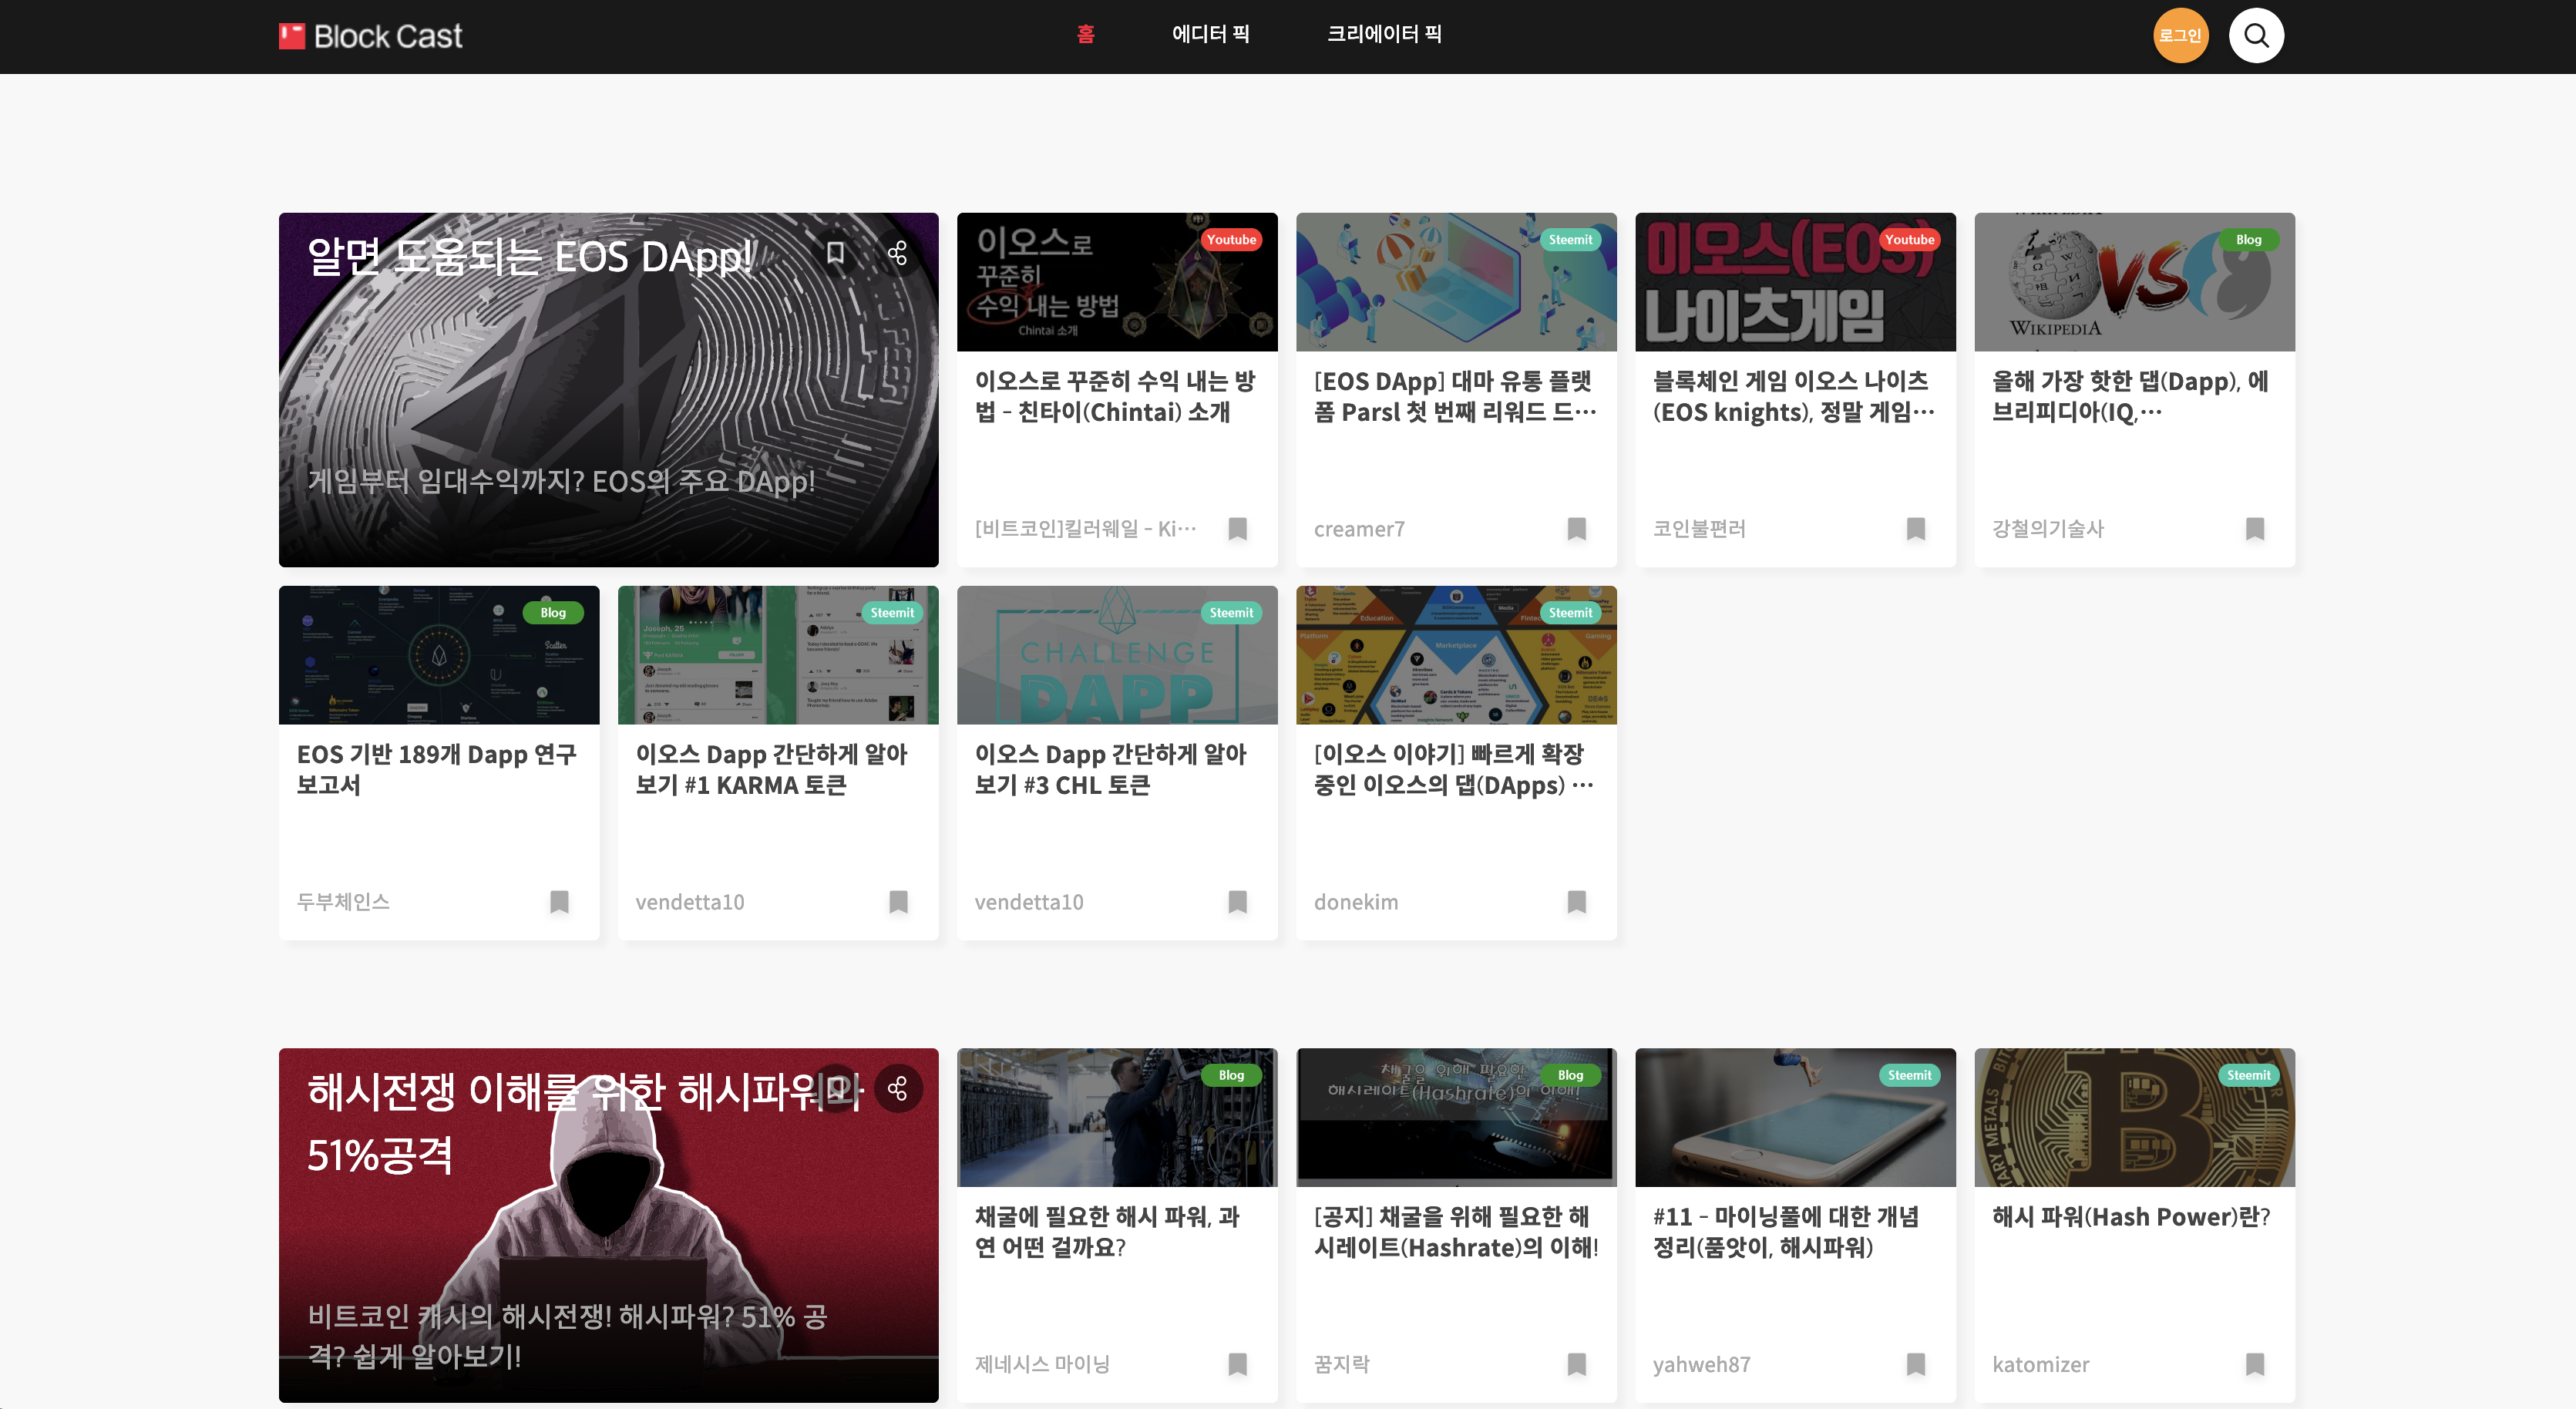 Block Cast
홈
에디터 픽
크리에이터 픽
로그인
알면 도움되는 EOS DApp!
게임부터 임대수익까지? EOS의 주요 DApp!
이오스로
꾸준히
수익 내는 방법
Chintai 소개
Youtube
이오스로 꾸준히 수익 내는 방
법 - 친타이(Chintai) 소개
[비트코인]킬러웨일 - Ki···
Steemit
[EOS DApp] 대마 유통 플랫
폼 Parsl 첫 번째 리워드 드···
creamer7
이오스(EOS)
나이츠게임
Youtube
블록체인 게임 이오스 나이츠
(EOS knights), 정말 게임···
코인불편러
VS
WIKIPEDIA
Blog
올해 가장 핫한 댑(Dapp), 에
브리피디아(IQ,···
강철의기술사
Blog
EOS 기반 189개 Dapp 연구
보고서
두부체인스
Joseph, 25
Steemit
이오스 Dapp 간단하게 알아
보기 #1 KARMA 토큰
vendetta10
CHALLENGE
DAPP
Steemit
이오스 Dapp 간단하게 알아
보기 #3 CHL 토큰
vendetta10
Education
Media
Platforms
Marketplace
Gaming
Steemit
[이오스 이야기] 빠르게 확장
중인 이오스의 댑(DApps) ···
donekim
해시전쟁 이해를 위한 해시파워와
51%공격
비트코인 캐시의 해시전쟁! 해시파워? 51% 공
격? 쉽게 알아보기!
Blog
채굴에 필요한 해시 파워, 과
연 어떤 걸까요?
제네시스 마이닝
채굴을 위해 필요한
해시레이트(Hashrate)의 이해!
Blog
[공지] 채굴을 위해 필요한 해
시레이트(Hashrate)의 이해!
꿈지락
Steemit
#11 - 마이닝풀에 대한 개념
정리(품앗이, 해시파워)
yahweh87
Steemit
해시 파워(Hash Power)란?
katomizer